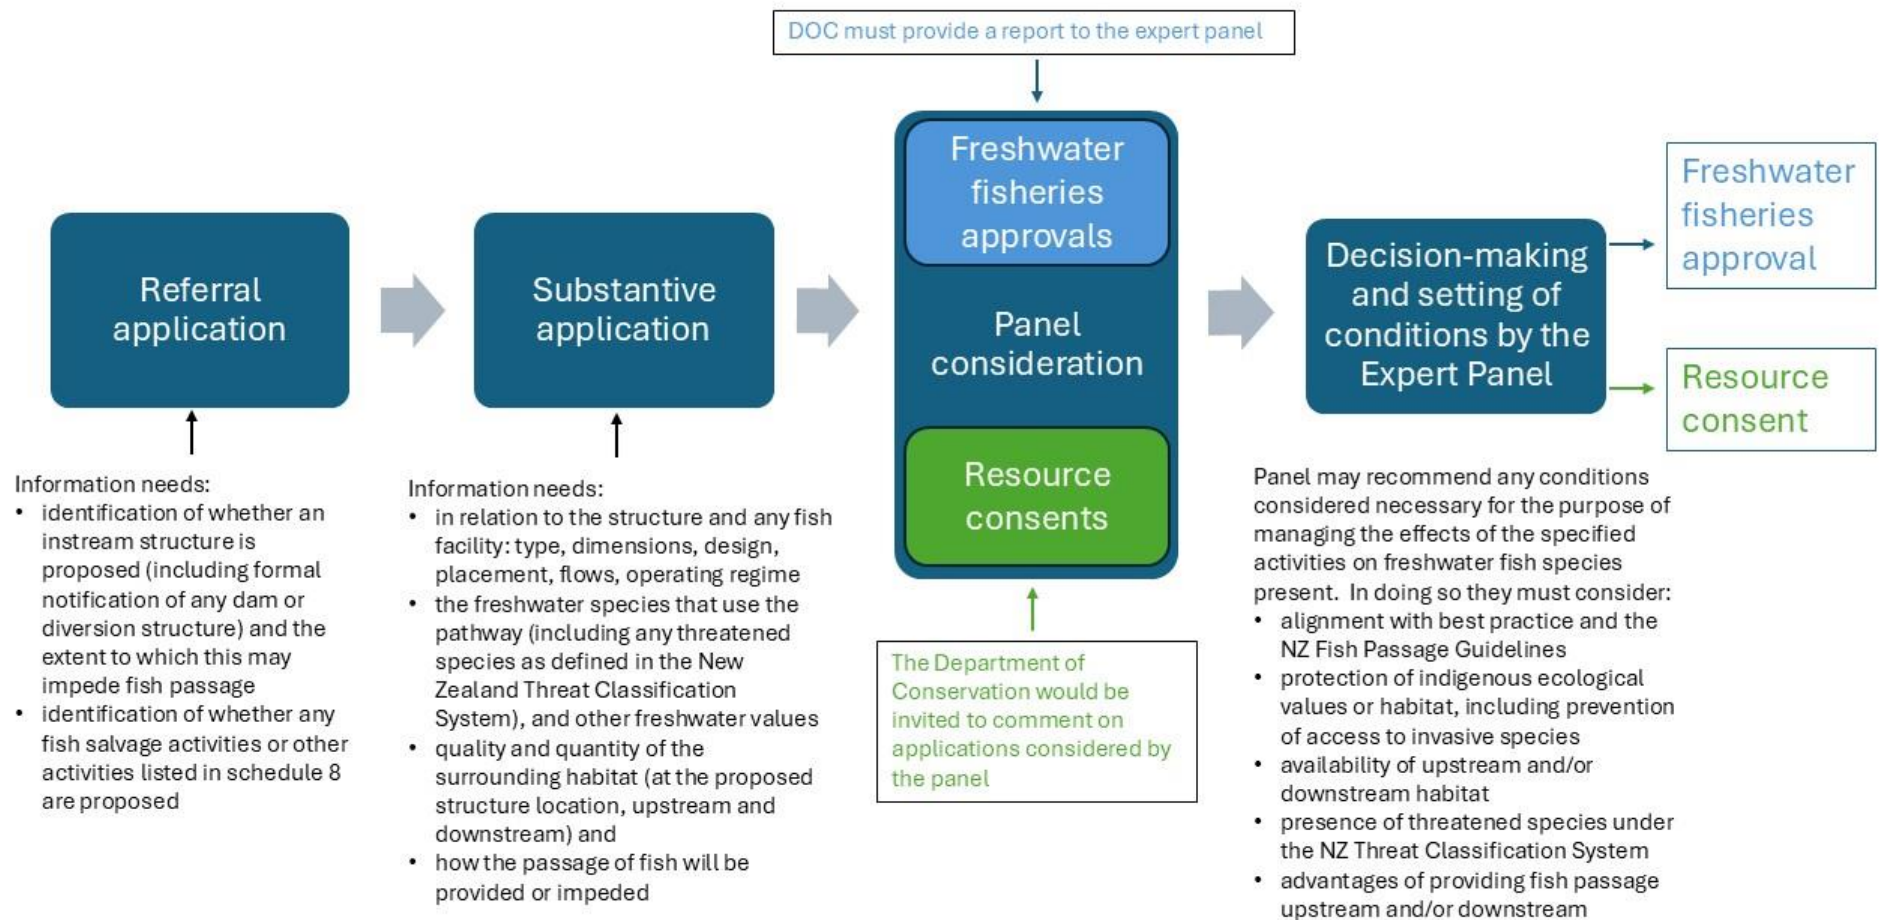 DOC must provide a report to the expert panel
Referral
application
Substantive
application
Freshwater
fisheries
approvals
Panel
consideration
Resource
consents
Decision-making
and setting of
conditions by the
Expert Panel
Freshwater
fisheries
approval
Resource
consent
Information needs:
• identification of whether an
instream structure is
proposed (including formal
notification of any dam or
diversion structure) and the
extent to which this may
impede fish passage
• identification of whether any
fish salvage activities or other
activities listed in schedule 8
are proposed
Information needs:
• in relation to the structure and any fish
facility: type, dimensions, design,
placement, flows, operating regime
• the freshwater species that use the
pathway (including any threatened
species as defined in the New
Zealand Threat Classification
System), and other freshwater values
• quality and quantity of the
surrounding habitat (at the proposed
structure location, upstream and
downstream) and
• how the passage of fish will be
provided or impeded
The Department of
Conservation would be
invited to comment on
applications considered by
the panel
Panel may recommend any conditions
considered necessary for the purpose of
managing the effects of the specified
activities on freshwater fish species
present. In doing so they must consider:
• alignment with best practice and the
NZ Fish Passage Guidelines
• protection of indigenous ecological
values or habitat, including prevention
of access to invasive species
• availability of upstream and/or
downstream habitat
• presence of threatened species under
the NZ Threat Classification System
• advantages of providing fish passage
upstream and/or downstream